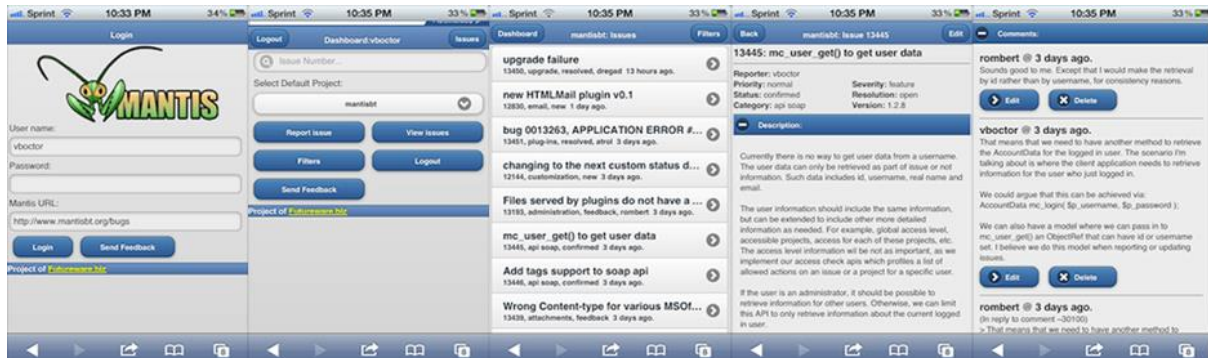 Sprint 10:33 PM 34%
Login
MANTIS
User name:
vboctor
Password:
Mantis URL:
http://www.mantisbt.org/bugs
Login Send Feedback
Project of Futureware.biz
Sprint 10:35 PM 33%
Logout Dashboard:vboctor Issues
Issue Number...
Select Default Project:
mantisbt
Report issue View issues
Filters Logout
Send Feedback
Project of Futureware.biz
Sprint 10:35 PM 33%
Dashboard mantisbt: Issues Filters
upgrade failure
13450, upgrade, resolved, dregad 13 hours ago.
new HTMLMail plugin v0.1
12830, email, new 1 day ago.
bug 0013263, APPLICATION ERROR #...
13451, plug-ins, resolved, atrol 3 days ago.
changing to the next custom status d...
12144, customization, new 3 days ago.
Files served by plugins do not have a ...
13193, administration, feedback, rombert 3 days ago.
mc_user_get() to get user data
13445, api soap, confirmed 3 days ago.
Add tags support to soap api
13446, api soap, confirmed 3 days ago.
Wrong Content-type for various MSOf...
13439, attachments, feedback 3 days ago.
Sprint 10:35 PM 33%
Back mantisbt: Issue 13445 Edit
13445: mc_user_get() to get user data
Reporter: vboctor
Priority: normal Severity: feature
Status: confirmed Resolution: open
Category: api soap Version: 1.2.8
Description:
Currently there is no way to get user data from a username.
The user data can only be retrieved as part of issue or not
information. Such data includes id, username, real name and
email.
The user information should include the same information,
but can be extended to include other more detailed
information as needed. For example, global access level,
accessible projects, access for each of these projects, etc.
The access level information wil be not as important, as we
implement our access check apis which profiles a list of
allowed actions on an issue or a project for a specific user.
If the user is an administrator, it should be possible to
retrieve information for other users. Otherwise, we can limit
this API to only retrieve information about the current logged
in user.
Sprint 10:35 PM 33%
Comments:
rombert @ 3 days ago.
Sounds good to me. Except that I would make the retrieval
by id rather than by username, for consistency reasons.
Edit Delete
vboctor @ 3 days ago.
That means that we need to have another method to retrieve
the AccountData for the logged in user. The scenario I'm
talking about is where the client application needs to retrieve
information for the user who just logged in.
We could argue that this can be achieved via:
AccountData mc_login( $p_username, $p_password );
We can also have a model where we can pass in to
mc_user_get() an ObjectRef that can have id or username
set. I believe we do this model when reporting or updating
issues.
Edit Delete
rombert @ 3 days ago.
(In reply to comment ~30100)
> That means that we need to have another method to